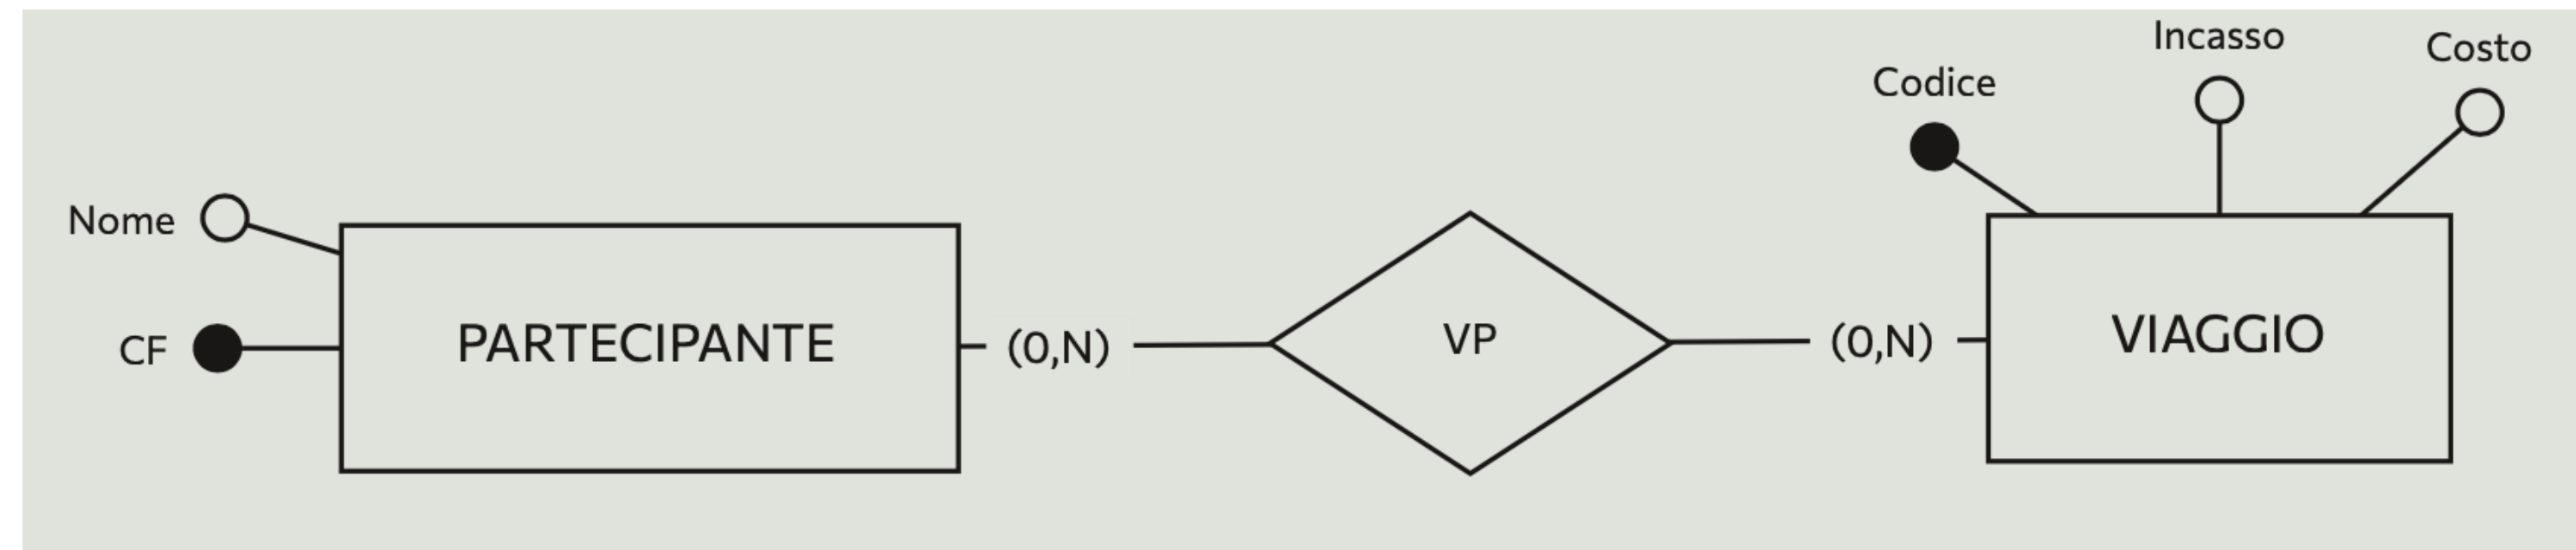 Incasso
Costo
Codice
Nome
CF
PARTECIPANTE
(0,N)
VP
(0,N)
VIAGGIO